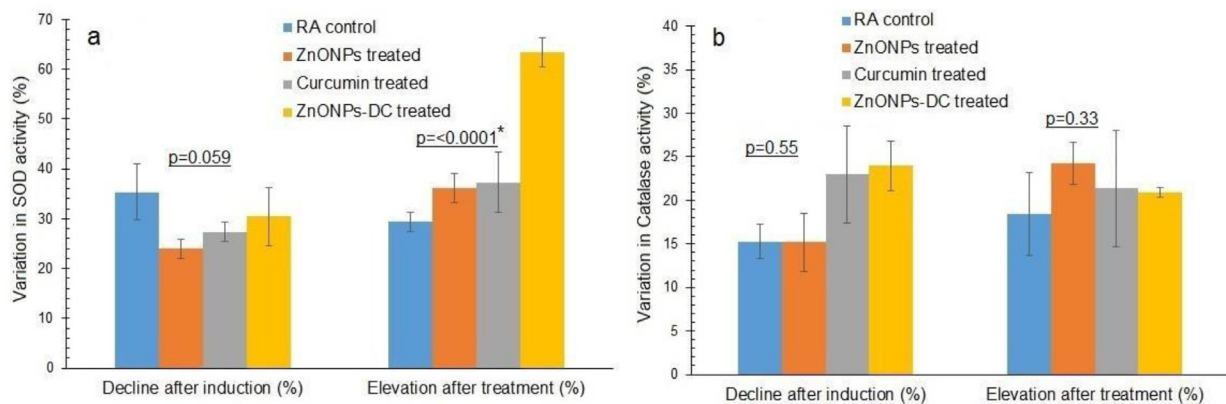 a
RA control
ZnONPs treated
Curcumin treated
ZnONPs-DC treated
Variation in SOD activity (%)
70
60
50
40
30
20
10
0
p=0.059
p=<0.0001*
Decline after induction (%)
Elevation after treatment (%)
b
RA control
ZnONPs treated
Curcumin treated
ZnONPs-DC treated
Variation in Catalase activity (%)
40
35
30
25
20
15
10
5
0
p=0.55
p=0.33
Decline after induction (%)
Elevation after treatment (%)